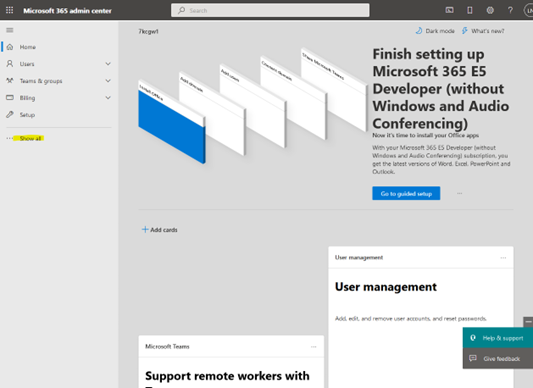 Microsoft 365 admin center
Search
LN
7kcgw1
Dark mode
What's new?
Home
Users
Teams & groups
Billing
Setup
Show all
Install Office
Add domain
Add users
Connect domain
Share Microsoft Teams
Finish setting up
Microsoft 365 E5
Developer (without
Windows and Audio
Conferencing)
Now it's time to install your Office apps
With your Microsoft 365 E5 Developer (without
Windows and Audio Conferencing) subscription, you
get the latest versions of Word, Excel, PowerPoint and
Outlook.
Go to guided setup
Add cards
User management
User management
Add, edit, and remove user accounts, and reset passwords.
Microsoft Teams
Support remote workers with
Help & support
Give feedback